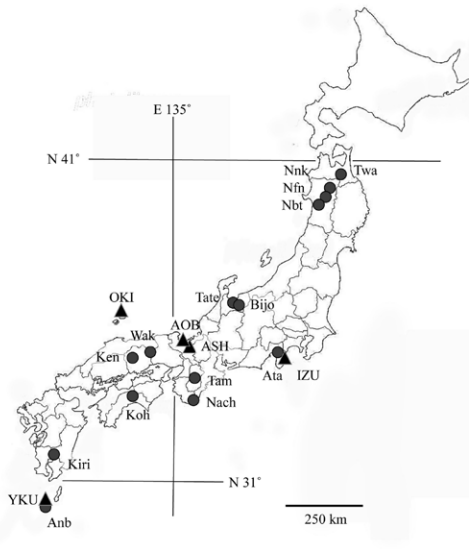 E 135°
N 41°
Nnk
Twa
Nfn
Nbt
OKI
Tate
Bijo
AOB
Wak
ASH
Ken
Ata
IZU
Tam
Koh
Nach
Kiri
N 31°
YKU
Anb
250 km